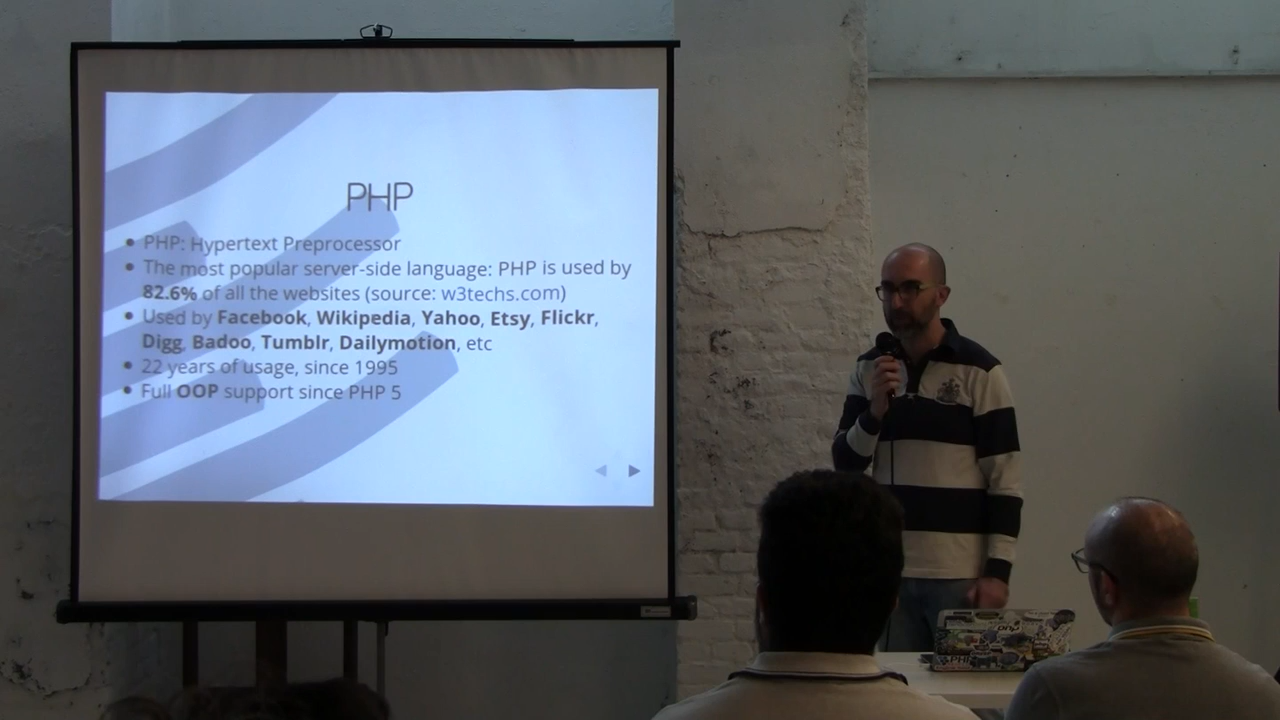 PHP
PHP: Hypertext Preprocessor
The most popular server-side language: PHP is used by
82.6% of all the websites (source: w3techs.com)
Used by Facebook, Wikipedia, Yahoo, Etsy, Flickr,
Digg, Badoo, Tumblr, Dailymotion, etc
22 years of usage, since 1995
Full OOP support since PHP 5
php
PHP